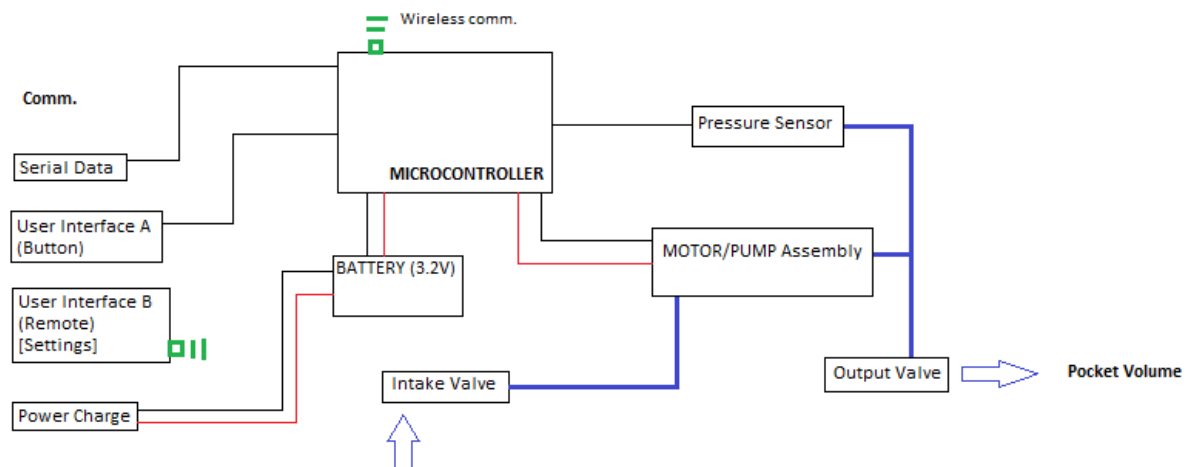 Wireless comm.
Comm.
Serial Data
MICROCONTROLLER
Pressure Sensor
User Interface A
(Button)
MOTOR/PUMP Assembly
BATTERY (3.2V)
User Interface B
(Remote)
[Settings]
Intake Valve
Output Valve
Pocket Volume
Power Charge